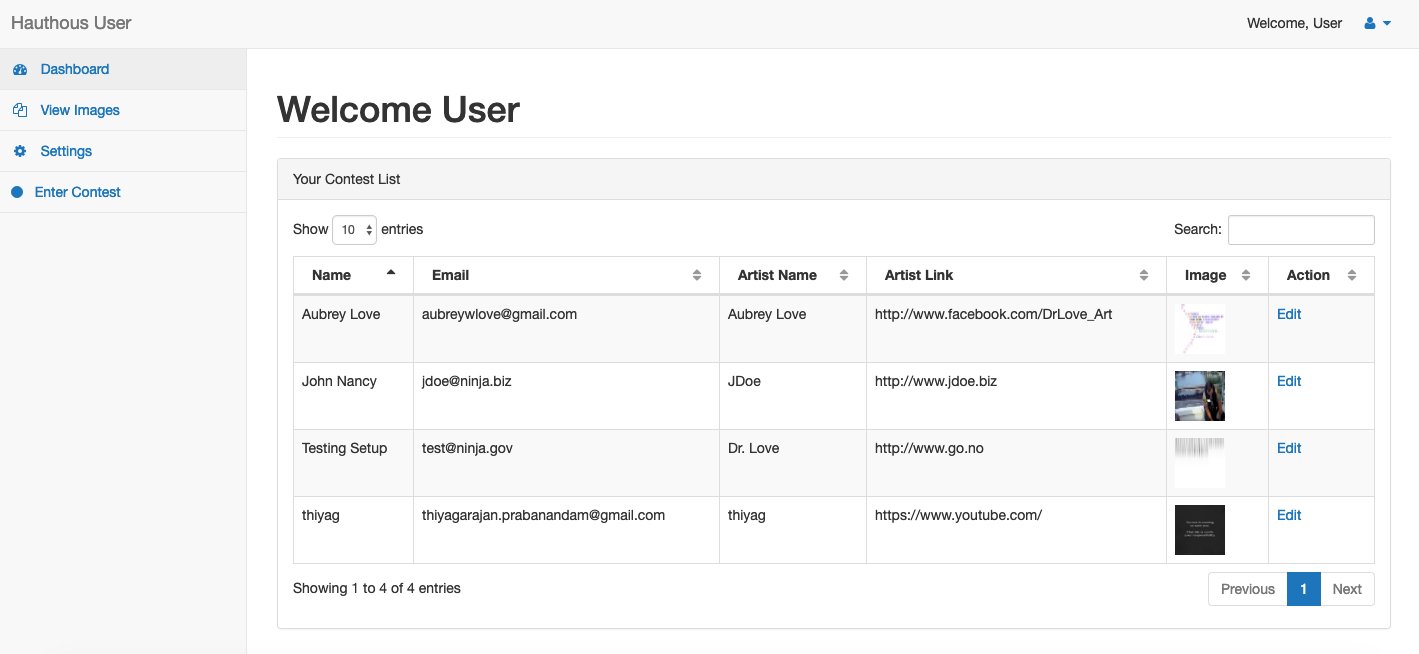 Hauthous User
Welcome, User
Dashboard
View Images
Settings
Enter Contest
Welcome User
Your Contest List
Show 10 entries
Search:
Name Email Artist Name Artist Link Image Action
Aubrey Love aubreywlove@gmail.com Aubrey Love http://www.facebook.com/DrLove_Art Edit
John Nancy jdoe@ninja.biz JDoe http://www.jdoe.biz Edit
Testing Setup test@ninja.gov Dr. Love http://www.go.no Edit
thiyag thiyagarajan.prabanandam@gmail.com thiyag https://www.youtube.com/ Edit
Showing 1 to 4 of 4 entries
Previous 1 Next